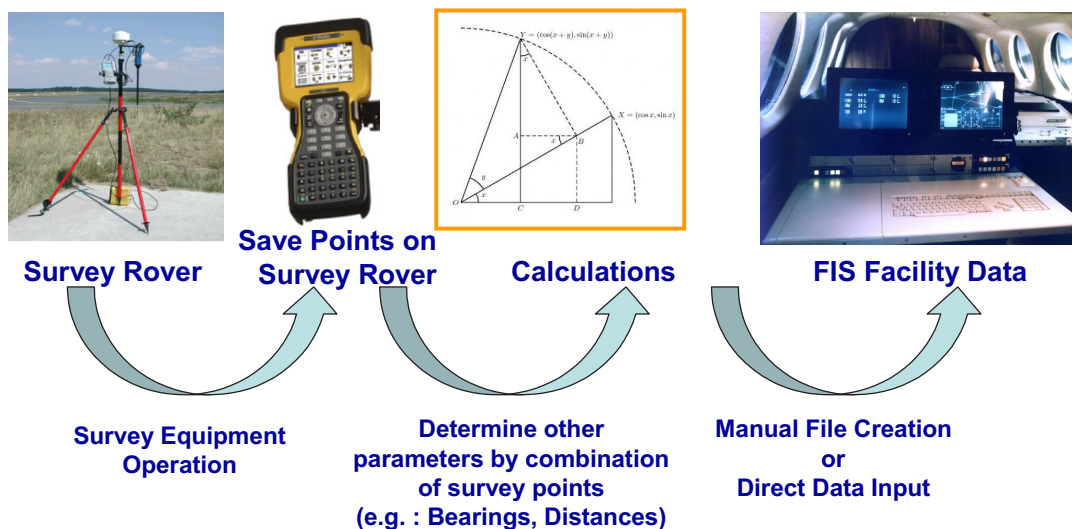 Y = (cos(x + y), sin(x + y))
x
X = (cos x, sin x)
A
x
B
y
x
O
C
D
Survey Rover
Save Points on
Survey Rover
Calculations
FIS Facility Data
Survey Equipment
Operation
Determine other
parameters by combination
of survey points
(e.g. : Bearings, Distances)
Manual File Creation
or
Direct Data Input